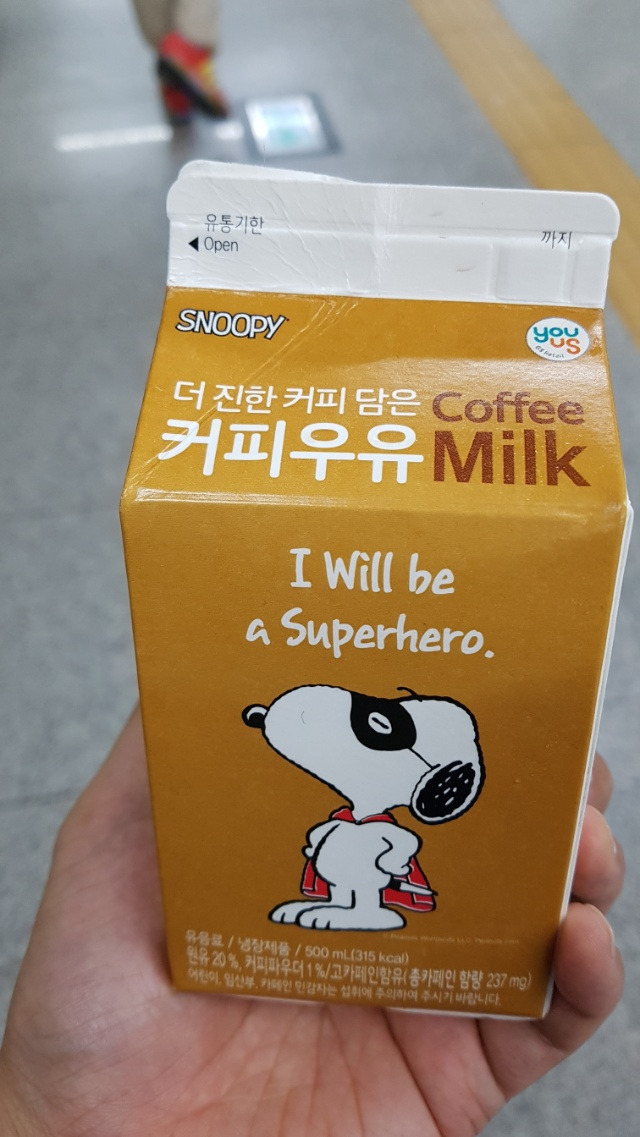 유통기한
◀ Open
까지
SNOOPY
you
us
GS Retail
더 진한 커피 담은
커피우유
Coffee
Milk
I Will be
a Superhero.
유음료 / 냉장제품 / 500 mL(315 kcal)
원유 20 %, 커피파우더 1 %/고카페인함유(총카페인 함량 237 mg)
어린이, 임산부, 카페인 민감자는 섭취에 주의하여 주시기 바랍니다.